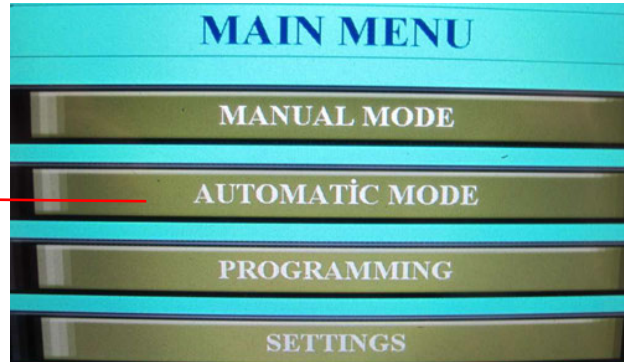 MAIN MENU
MANUAL MODE
AUTOMATİC MODE
PROGRAMMING
SETTINGS